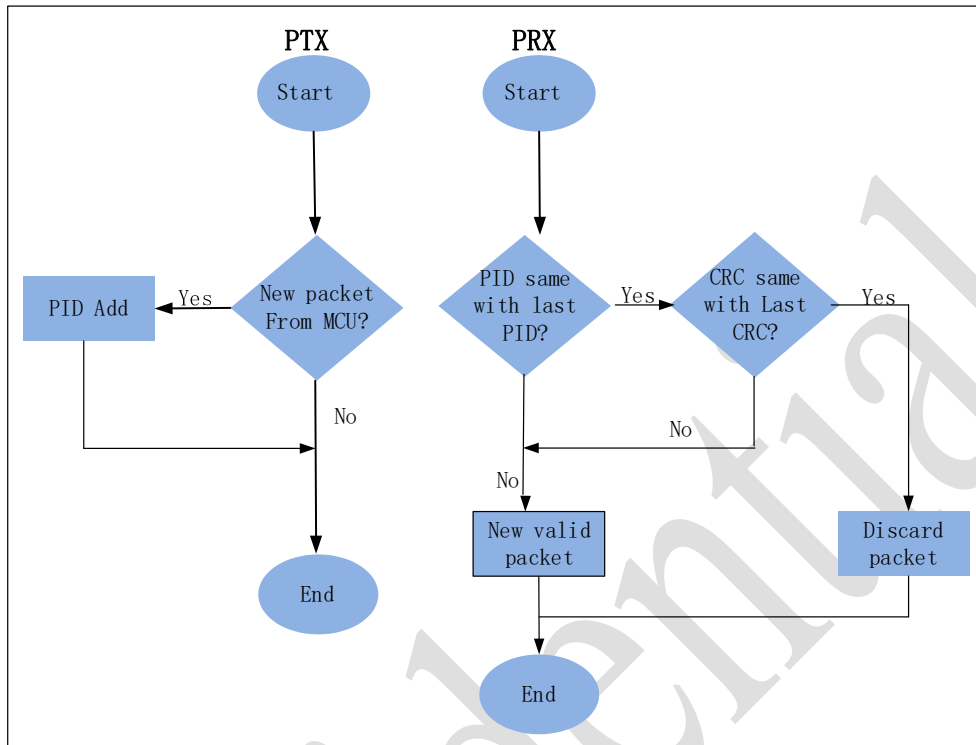 PTX
Start
New packet
From MCU?
Yes
PID Add
No
End
PRX
Start
PID same
with last
PID?
Yes
CRC same
with Last
CRC?
Yes
No
No
New valid
packet
Discard
packet
End